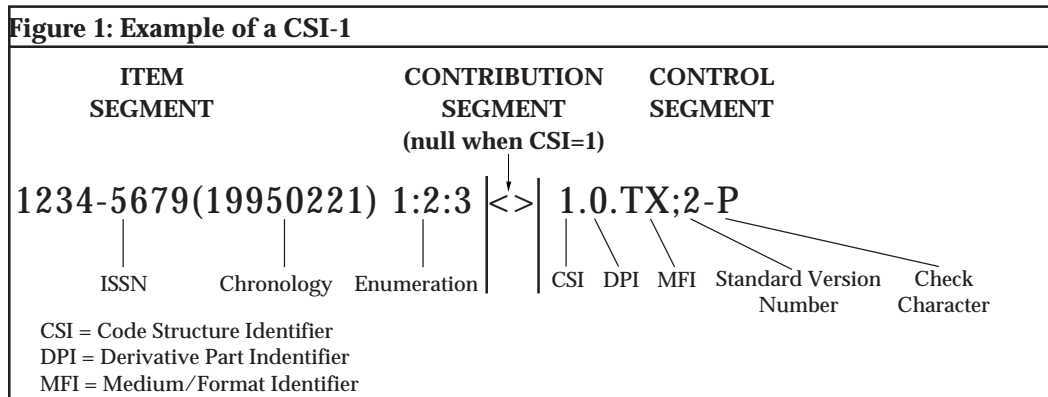 Figure 1: Example of a CSI-1
ITEM SEGMENT
CONTRIBUTION SEGMENT (null when CSI=1)
CONTROL SEGMENT
1234-5679(19950221) 1:2:3 <> 1.0.TX;2-P
ISSN Chronology Enumeration CSI DPI MFI Standard Version Number Check Character
CSI = Code Structure Identifier
DPI = Derivative Part Indentifier
MFI = Medium/Format Identifier